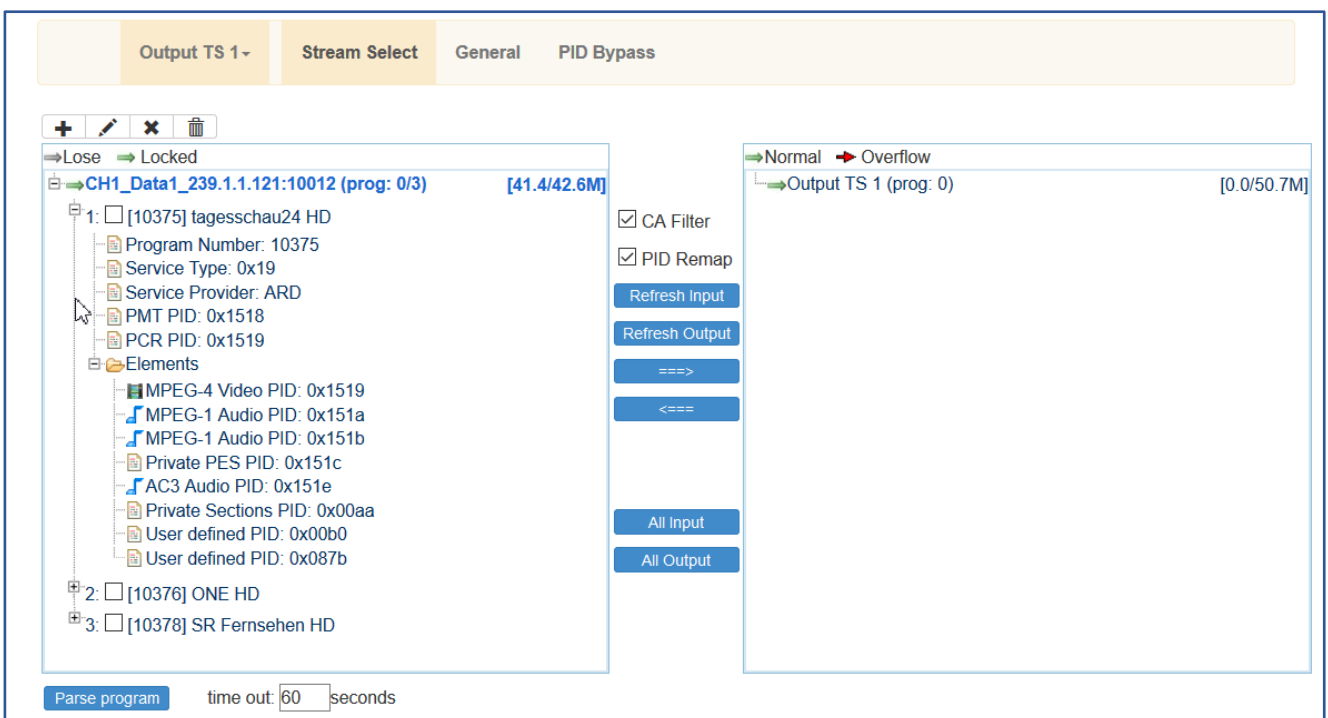 Output TS 1 Stream Select General PID Bypass
Lose Locked
CH1_Data1_239.1.1.121:10012 (prog: 0/3) [41.4/42.6M]
1: [10375] tagesschau24 HD
Program Number: 10375
Service Type: 0x19
Service Provider: ARD
PMT PID: 0x1518
PCR PID: 0x1519
Elements
MPEG-4 Video PID: 0x1519
MPEG-1 Audio PID: 0x151a
MPEG-1 Audio PID: 0x151b
Private PES PID: 0x151c
AC3 Audio PID: 0x151e
Private Sections PID: 0x00aa
User defined PID: 0x00b0
User defined PID: 0x087b
2: [10376] ONE HD
3: [10378] SR Fernsehen HD
CA Filter
PID Remap
Refresh Input
Refresh Output
===>
<===
All Input
All Output
Normal Overflow
Output TS 1 (prog: 0) [0.0/50.7M]
Parse program time out: 60 seconds